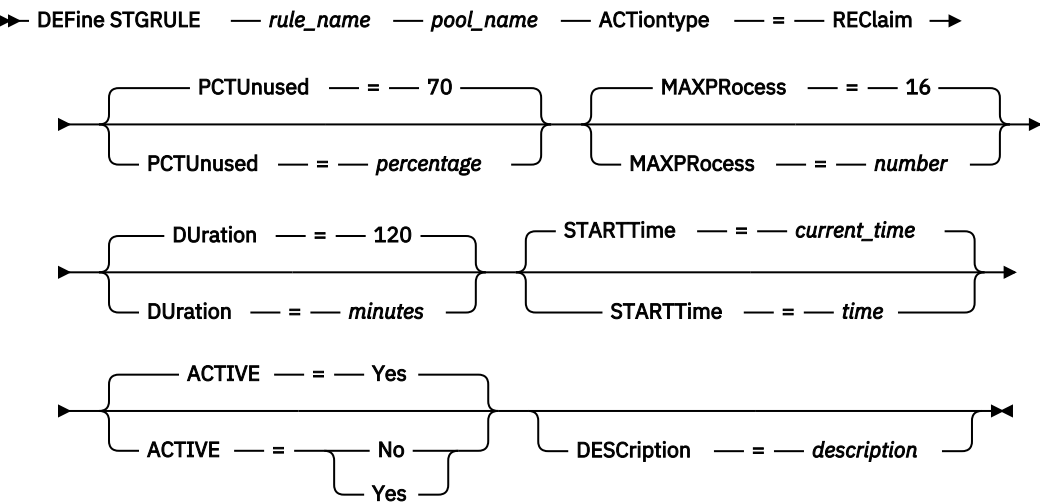 DEFine STGRULE rule_name pool_name ACTiontype = REClaim
PCTUnused = 70 MAXPRocess = 16
PCTUnused = percentage MAXPRocess = number
DUration = 120 STARTTime = current_time
DUration = minutes STARTTime = time
ACTIVE = Yes
ACTIVE = No DESCription = description
Yes